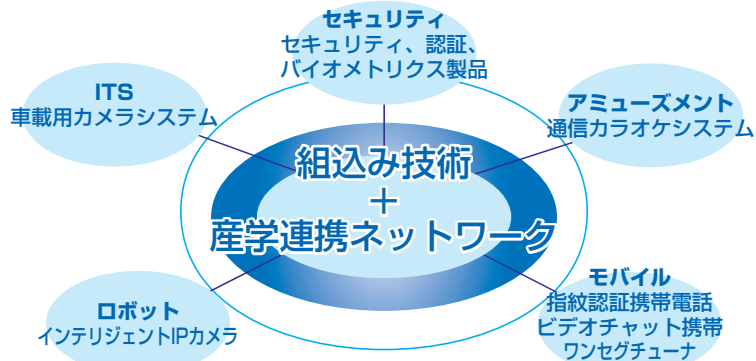 セキュリティ
セキュリティ、認証、
バイオメトリクス製品
ITS
車載用カメラシステム
アミューズメント
通信カラオケシステム
組込み技術
＋
産学連携ネットワーク
ロボット
インテリジェントIPカメラ
モバイル
指紋認証携帯電話
ビデオチャット携帯
ワンセグチューナ